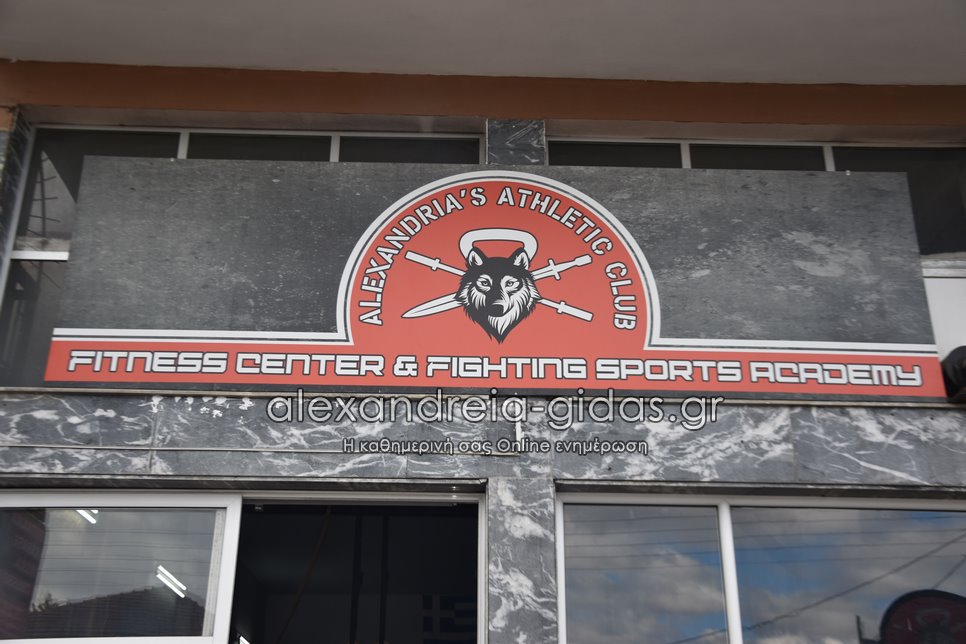 ALEXANDRIA'S ATHLETIC CLUB
FITNESS CENTER & FIGHTING SPORTS ACADEMY
alexandreia-gidas.gr
Η καθημερινή σας Online ενημέρωση